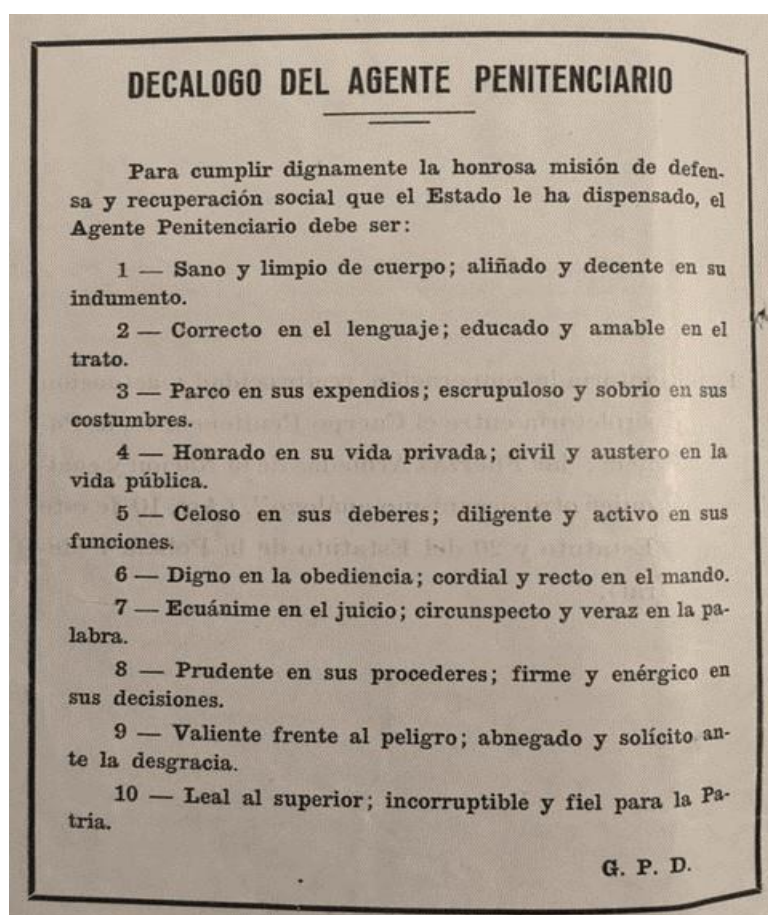 DECALOGO DEL AGENTE PENITENCIARIO
Para cumplir dignamente la honrosa misión de defen-
sa y recuperación social que el Estado le ha dispensado, el
Agente Penitenciario debe ser:
1 — Sano y limpio de cuerpo; aliñado y decente en su
indumento.
2 — Correcto en el lenguaje; educado y amable en el
trato.
3 — Parco en sus expendios; escrupuloso y sobrio en sus
costumbres.
4 — Honrado en su vida privada; civil y austero en la
vida pública.
5 — Celoso en sus deberes; diligente y activo en sus
funciones.
6 — Digno en la obediencia; cordial y recto en el mando.
7 — Ecuánime en el juicio; circunspecto y veraz en la pa-
labra.
8 — Prudente en sus procederes; firme y enérgico en
sus decisiones.
9 — Valiente frente al peligro; abnegado y solícito an-
te la desgracia.
10 — Leal al superior; incorruptible y fiel para la Pa-
tria.
G. P. D.